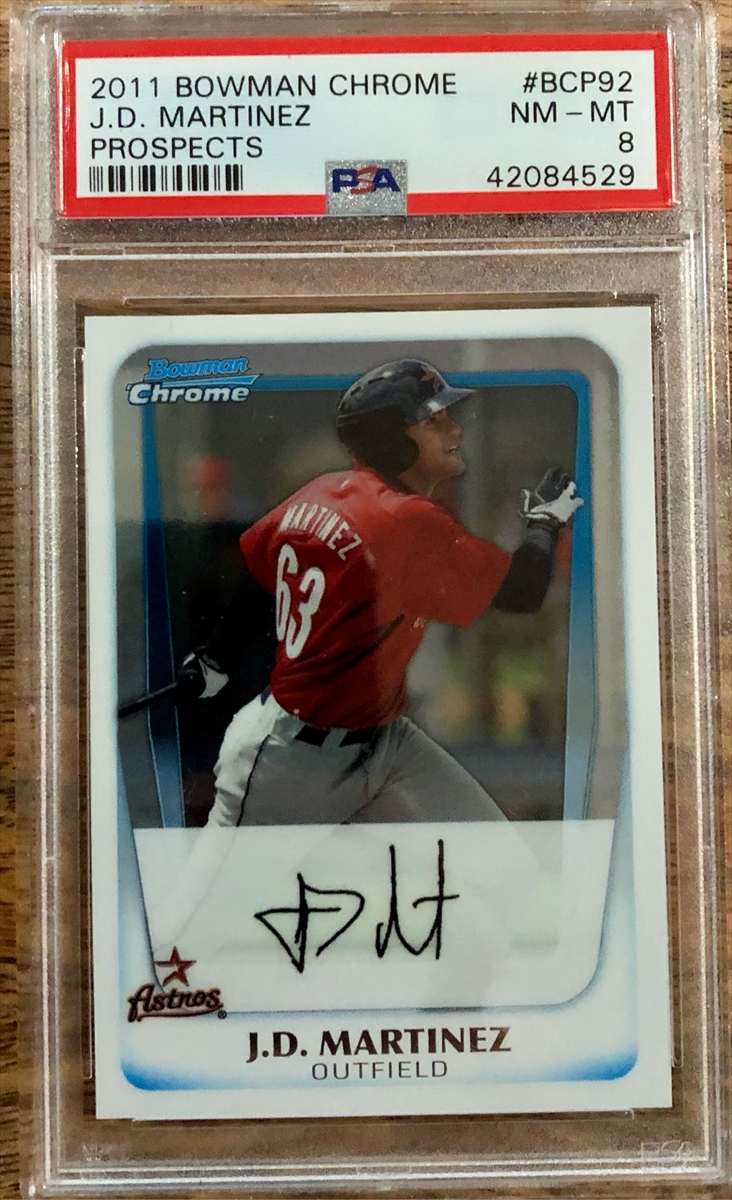 2011 BOWMAN CHROME #BCP92
J.D. MARTINEZ NM - MT
PROSPECTS 8
PSA 42084529
Bowman
Chrome
MARTINEZ
63
Astros®
J.D. MARTINEZ
OUTFIELD